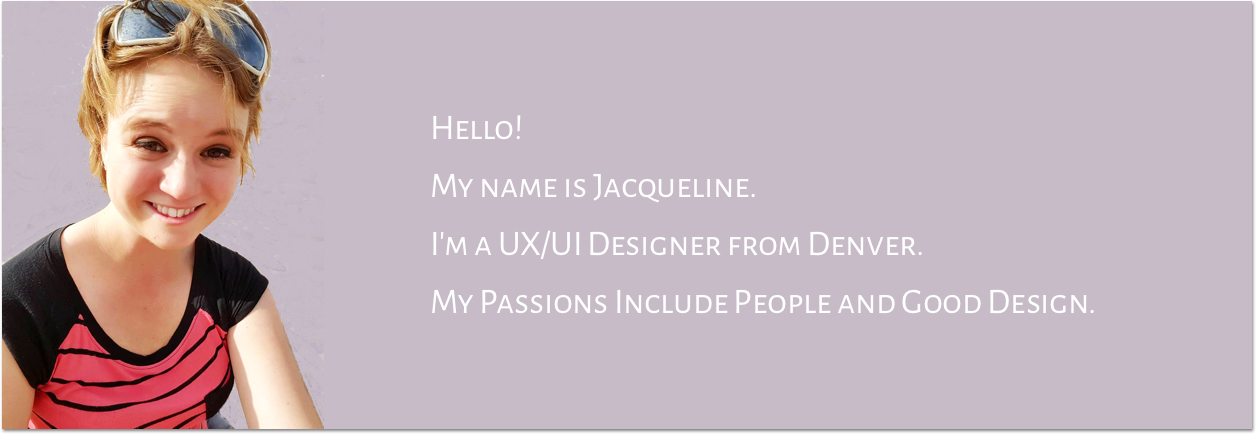 Hello!
My name is Jacqueline.
I'm a UX/UI Designer from Denver.
My Passions Include People and Good Design.